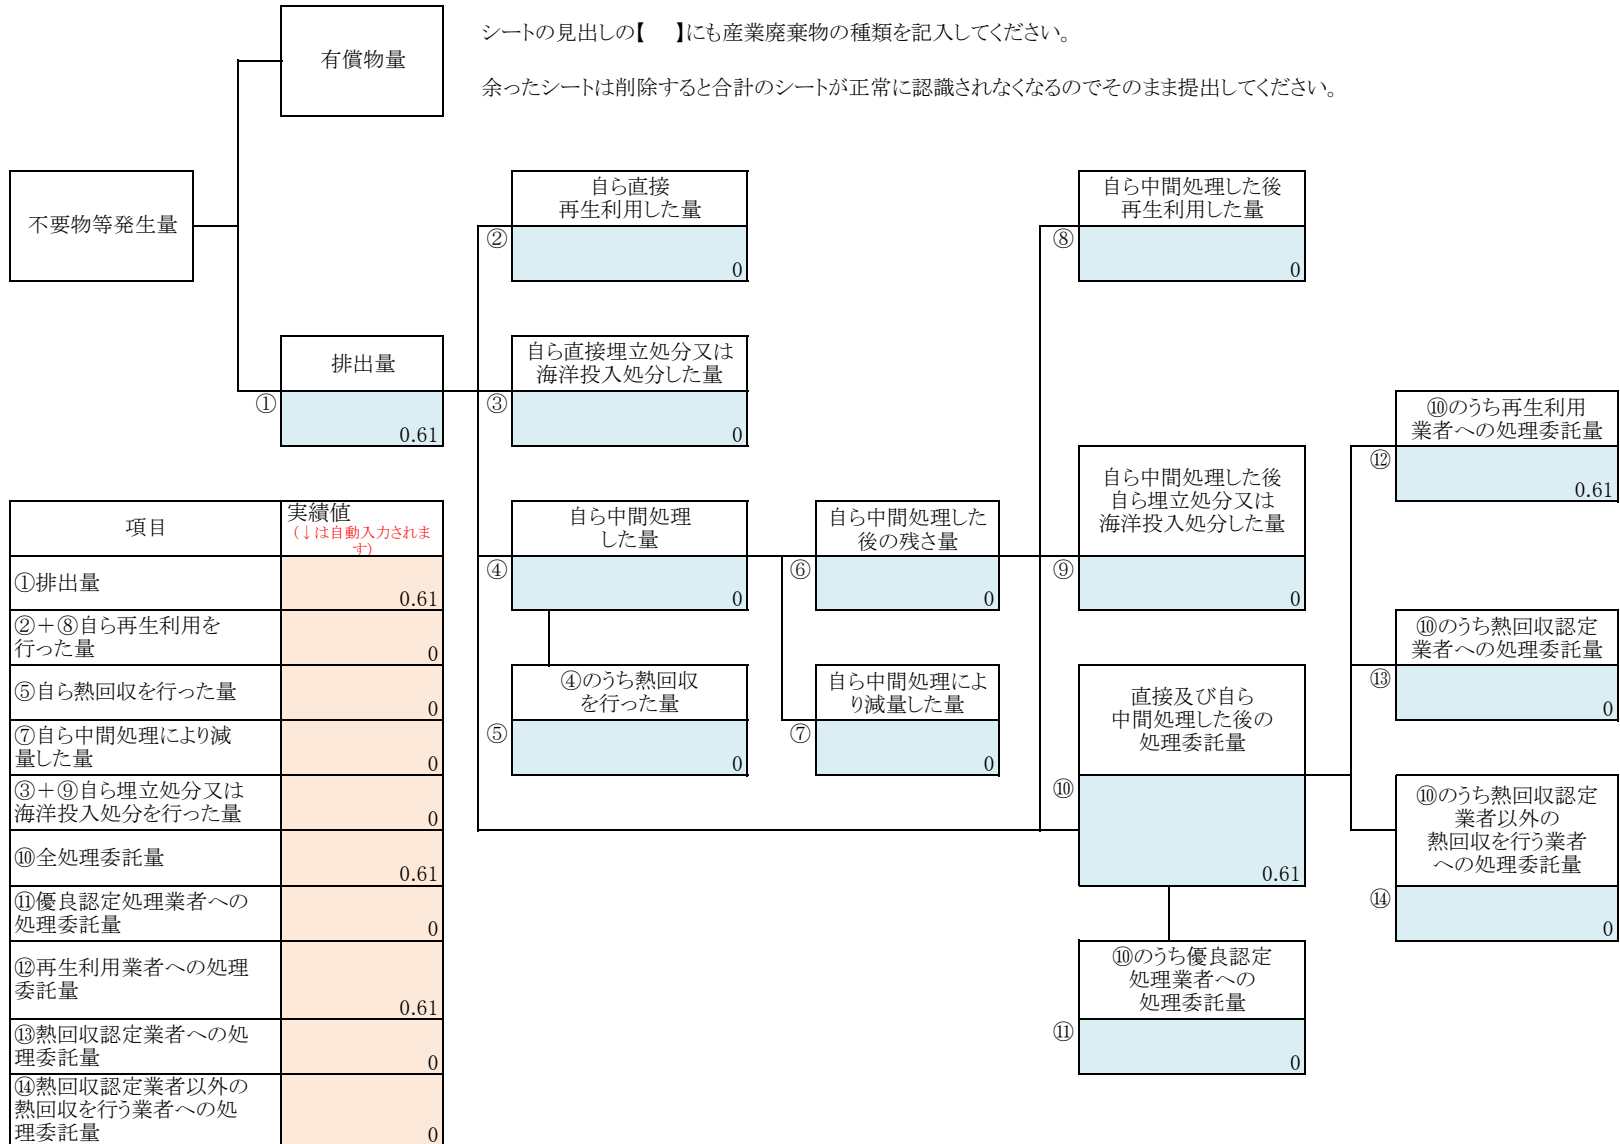 有償物量
シートの見出しの【　】にも産業廃棄物の種類を記入してください。
余ったシートは削除すると合計のシートが正常に認識されなくなるのでそのまま提出してください。
不要物等発生量
自ら直接
再生利用した量
②
0
自ら中間処理した後
再生利用した量
⑧
0
排出量
①
0.61
自ら直接埋立処分又は
海洋投入処分した量
③
0
⑩のうち再生利用
業者への処理委託量
⑫
0.61
自ら中間処理
した量
④
0
自ら中間処理した
後の残さ量
⑥
0
自ら中間処理した後
自ら埋立処分又は
海洋投入処分した量
⑨
0
④のうち熱回収
を行った量
⑤
0
自ら中間処理によ
り減量した量
⑦
0
直接及び自ら
中間処理した後の
処理委託量
⑩
0.61
⑩のうち熱回収認定
業者への処理委託量
⑬
0
⑩のうち熱回収認定
業者以外の
熱回収を行う業者
への処理委託量
⑭
0
⑩のうち優良認定
処理業者への
処理委託量
⑪
0
項目
実績値
(↓は自動入力されま
す)
①排出量
0.61
②＋⑧自ら再生利用を
行った量
0
⑤自ら熱回収を行った量
0
⑦自ら中間処理により減
量した量
0
③＋⑨自ら埋立処分又は
海洋投入処分を行った量
0
⑩全処理委託量
0.61
⑪優良認定処理業者への
処理委託量
0
⑫再生利用業者への処理
委託量
0.61
⑬熱回収認定業者への処
理委託量
0
⑭熱回収認定業者以外の
熱回収を行う業者への処
理委託量
0